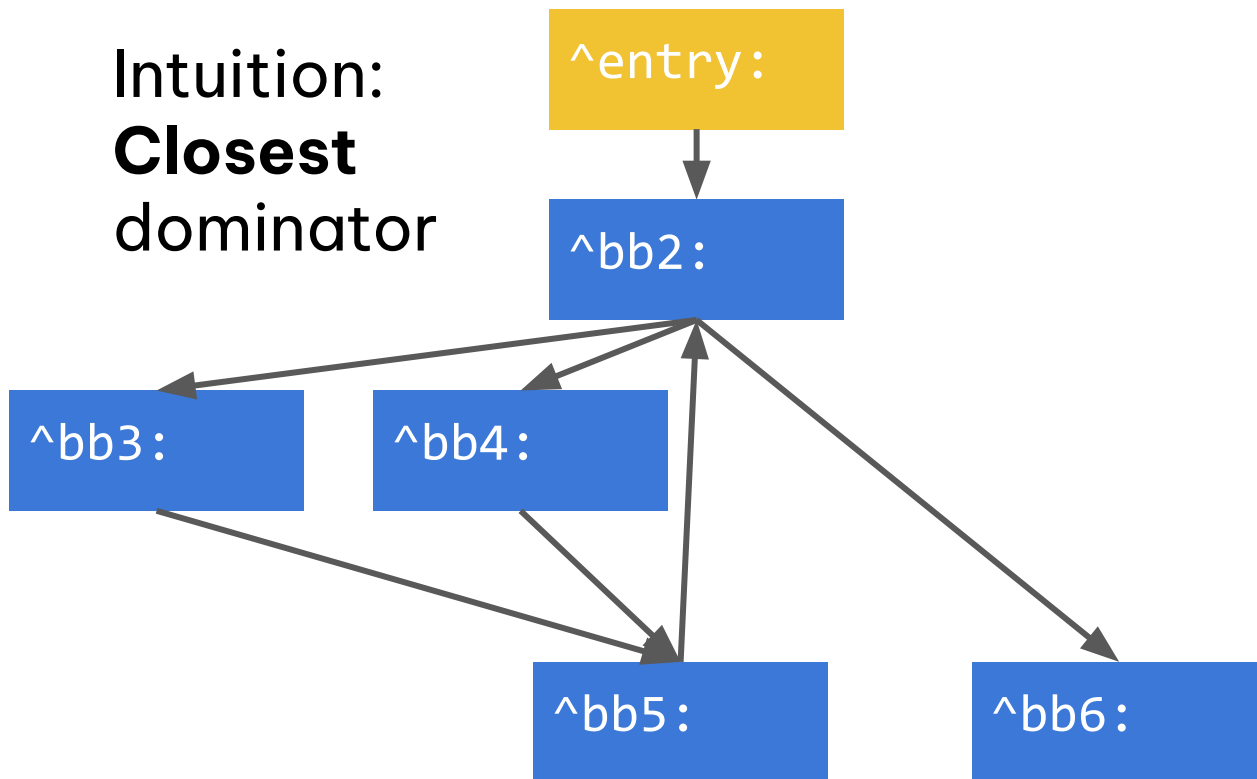 Intuition:
Closest
dominator
^entry:
^bb2:
^bb3:
^bb4:
^bb5:
^bb6: